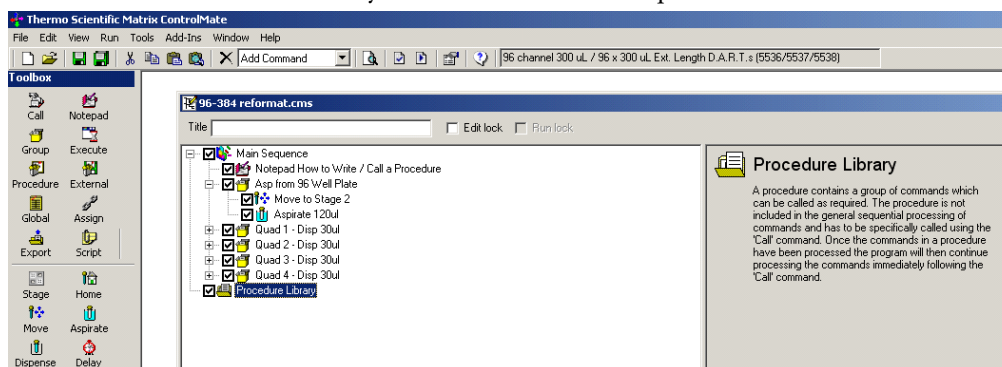 Thermo Scientific Matrix ControlMate
File Edit View Run Tools Add-Ins Window Help
Add Command 96 channel 300 uL / 96 x 300 uL Ext. Length D.A.R.T.s (5536/5537/5538)
Toolbox
Call Notepad
Group Execute
Procedure External
Global Assign
Export Script
Stage Home
Move Aspirate
Dispense Delay
96-384 reformat.cms
Title Edit lock Run lock
Main Sequence
Notepad How to Write / Call a Procedure
Asp from 96 Well Plate
Move to Stage 2
Aspirate 120ul
Quad 1 - Disp 30ul
Quad 2 - Disp 30ul
Quad 3 - Disp 30ul
Quad 4 - Disp 30ul
Procedure Library
Procedure Library
A procedure contains a group of commands which
can be called as required. The procedure is not
included in the general sequential processing of
commands and has to be specifically called using the
'Call' command. Once the commands in a procedure
have been processed the program will then continue
processing the commands immediately following the
'Call' command.